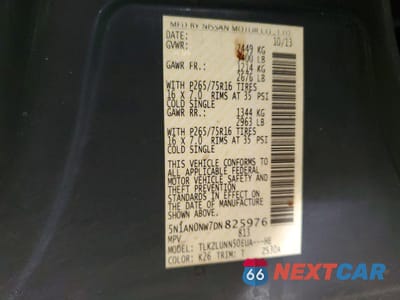 MFD BY NISSAN MOTOR CO., LTD.
10/13
GVWR: 2449 KG
LB
GAWR FR.: 1214 KG
2676 LB
WITH P265/75R16 TIRES
16 X 7.0 RIMS AT 35 PSI
COLD SINGLE
GAWR RR.: 1344 KG
2963 LB
WITH P265/75R16 TIRES
16 X 7.0 RIMS AT 35 PSI
COLD SINGLE
THIS VEHICLE CONFORMS TO
ALL APPLICABLE FEDERAL
MOTOR VEHICLE SAFETY AND
THEFT PREVENTION
STANDARDS IN EFFECT ON
THE DATE OF MANUFACTURE
SHOWN ABOVE
5N1AN0NW7DN825976
MPV 813
MODEL:
COLOR: K26 TRIM: T
66 NEXTCAR